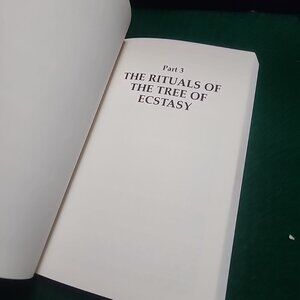 Part 3
THE RITUALS OF
THE TREE OF
ECSTASY